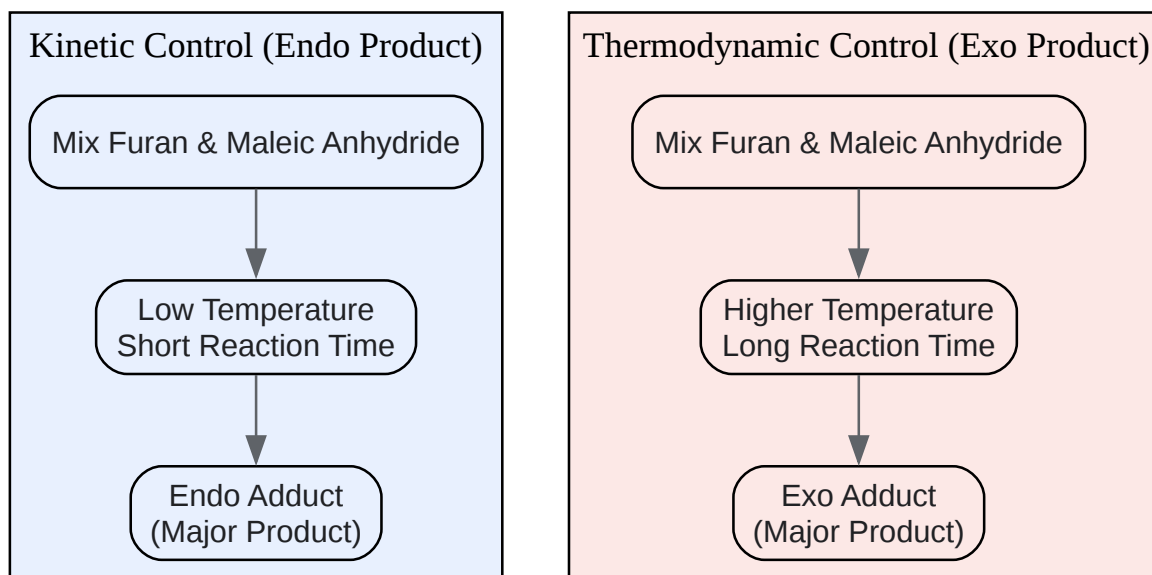 Kinetic Control (Endo Product)
Mix Furan & Maleic Anhydride
Low Temperature
Short Reaction Time
Endo Adduct
(Major Product)
Thermodynamic Control (Exo Product)
Mix Furan & Maleic Anhydride
Higher Temperature
Long Reaction Time
Exo Adduct
(Major Product)